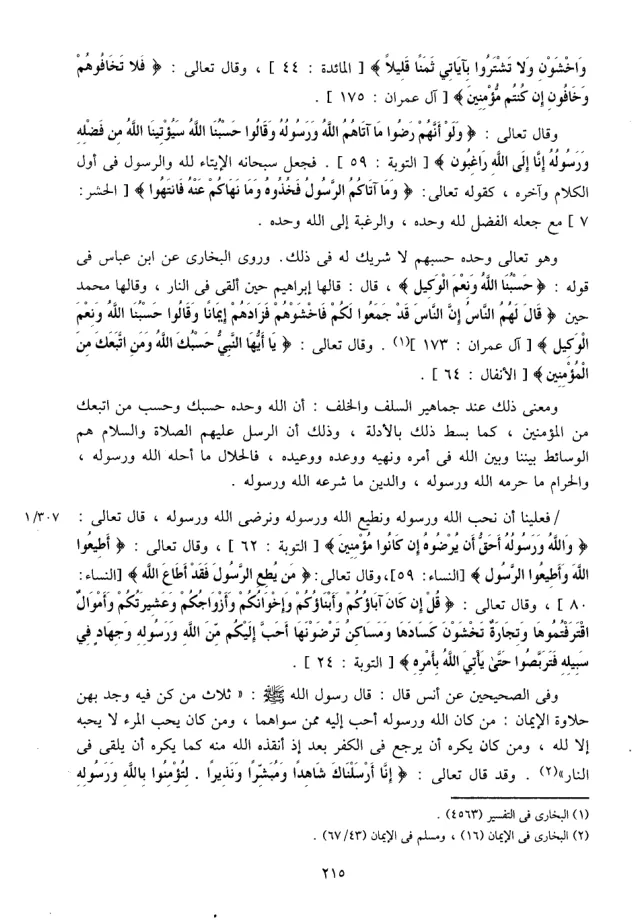 وَاخْشَوْنِ وَلا تَشْتَرُوا بِآيَاتِي ثَمَنًا قَلِيلاً ﴾ [ المائدة : ٤٤ ] ، وقال تعالى : ﴿ فَلا تَخَافُوهُمْ
وَخَافُونِ إِن كُنتُم مُّؤْمِنِينَ ﴾ [ آل عمران : ١٧٥ ] .
وقال تعالى : ﴿ وَلَوْ أَنَّهُمْ رَضُوا مَا آتَاهُمُ اللَّهُ وَرَسُولُهُ وَقَالُوا حَسْبُنَا اللَّهُ سَيُؤْتِينَا اللَّهُ مِن فَضْلِهِ
وَرَسُولُهُ إِنَّا إِلَى اللَّهِ رَاغِبُون ﴾ [ التوبة : ٥٩ ] . فجعل سبحانه الإيتاء لله والرسول فى أول
الكلام وآخره ، كقوله تعالى: ﴿ وَمَا آتَاكُمُ الرَّسُولُ فَخُذُوهُ وَمَا نَهَاكُمْ عَنْهُ فَانتَهُوا ﴾ [ الحشر:
٧ ] مع جعله الفضل لله وحده ، والرغبة إلى الله وحده .
وهو تعالى وحده حسبهم لا شريك له فى ذلك. وروى البخارى عن ابن عباس فى
قوله : ﴿ حَسْبُنَا اللَّهُ وَنِعْمَ الْوَكِيل ﴾ ، قال : قالها إبراهيم حين ألقى فى النار ، وقالها محمد
حين ﴿ قَالَ لَهُمُ النَّاسُ إِنَّ النَّاسَ قَدْ جَمَعُوا لَكُمْ فَاخْشَوْهُمْ فَزَادَهُمْ إِيمَانًا وَقَالُوا حَسْبُنَا اللَّهُ وَنِعْمَ
الْوَكِيل ﴾ [ آل عمران : ١٧٣ ](١) . وقال تعالى : ﴿ يَا أَيُّهَا النَّبِيُّ حَسْبُكَ اللَّهُ وَمَنِ اتَّبَعَكَ مِنَ
الْمُؤْمِنِين ﴾ [ الأنفال : ٦٤ ] .
ومعنى ذلك عند جماهير السلف والخلف : أن الله وحده حسبك وحسب من اتبعك
من المؤمنين ، كما بسط ذلك بالأدلة ، وذلك أن الرسل عليهم الصلاة والسلام هم
الوسائط بيننا وبين الله فى أمره ونهيه ووعده ووعيده ، فالحلال ما أحله الله ورسوله ،
والحرام ما حرمه الله ورسوله ، والدين ما شرعه الله ورسوله .
١/٣٠٧ / فعلينا أن نحب الله ورسوله ونطيع الله ورسوله ونرضى الله ورسوله ، قال تعالى :
﴿ وَاللَّهُ وَرَسُولُهُ أَحَقُّ أَن يُرْضُوهُ إِن كَانُوا مُؤْمِنِينَ ﴾ [ التوبة : ٦٢ ] ، وقال تعالى : ﴿ أَطِيعُوا
اللَّهَ وَأَطِيعُوا الرَّسُولَ ﴾ [النساء: ٥٩]،وقال تعالى:﴿ مَن يُطِعِ الرَّسُولَ فَقَدْ أَطَاعَ اللَّه ﴾ [النساء:
٨٠ ] ، وقال تعالى : ﴿ قُلْ إِن كَانَ آبَاؤُكُمْ وَأَبْنَاؤُكُمْ وَإِخْوَانُكُمْ وَأَزْوَاجُكُمْ وَعَشِيرَتُكُمْ وَأَمْوَالٌ
اقْتَرَفْتُمُوهَا وَتِجَارَةٌ تَخْشَوْنَ كَسَادَهَا وَمَسَاكِنُ تَرْضَوْنَهَا أَحَبَّ إِلَيْكُم مِّنَ اللَّهِ وَرَسُولِهِ وَجِهَادٍ فِي
سَبِيلِهِ فَتَرَبَّصُوا حَتَّىٰ يَأْتِيَ اللَّهُ بِأَمْرِهِ ﴾ [ التوبة : ٢٤ ] .
وفى الصحيحين عن أنس قال : قال رسول الله ﷺ : « ثلاث من كن فيه وجد بهن
حلاوة الإيمان : من كان الله ورسوله أحب إليه ممن سواهما ، ومن كان يحب المرء لا يحبه
إلا لله ، ومن كان يكره أن يرجع فى الكفر بعد إذ أنقذه الله منه كما يكره أن يلقى فى
النار»(٢) . وقد قال تعالى : ﴿ إِنَّا أَرْسَلْنَاكَ شَاهِدًا وَمُبَشِّرًا وَنَذِيرًا . لِتُؤْمِنُوا بِاللَّهِ وَرَسُولِهِ
(١) البخارى فى التفسير (٤٥٦٣) .
(٢) البخارى فى الإيمان (١٦) ، ومسلم فى الإيمان (٦٧/٤٣) .
٢١٥